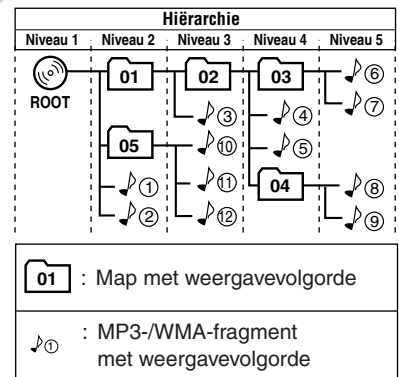 Hiërarchie
Niveau 1 Niveau 2 Niveau 3 Niveau 4 Niveau 5
01 02 03 ⑥
ROOT ③ ④ ⑦
05 ⑩ ⑤
① ⑪ 04 ⑧
② ⑫ ⑨
01 : Map met weergavevolgorde
① : MP3-/WMA-fragment
met weergavevolgorde